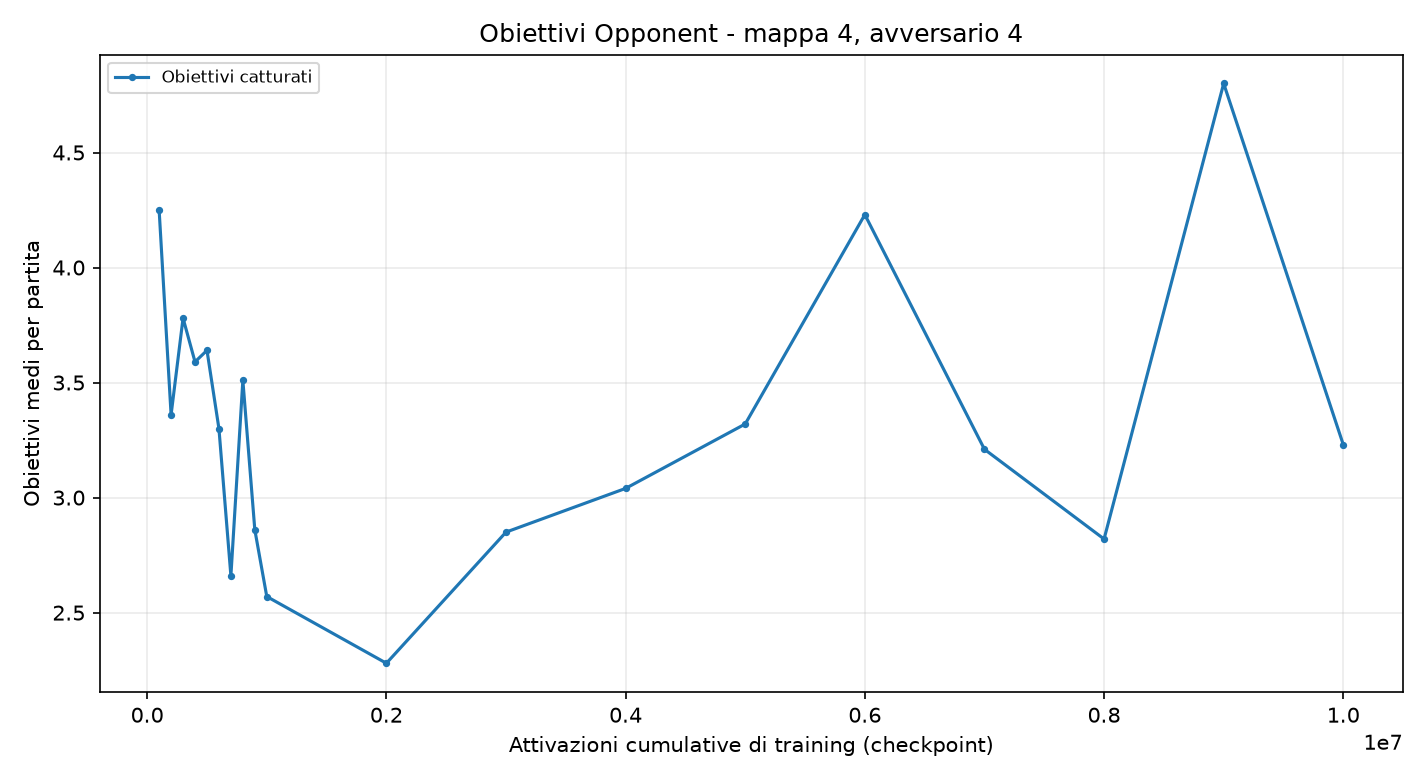 Obiettivi Opponent - mappa 4, avversario 4
Obiettivi catturati
Obiettivi medi per partita
4.5
4.0
3.5
3.0
2.5
0.0 0.2 0.4 0.6 0.8 1.0
1e7
Attivazioni cumulative di training (checkpoint)